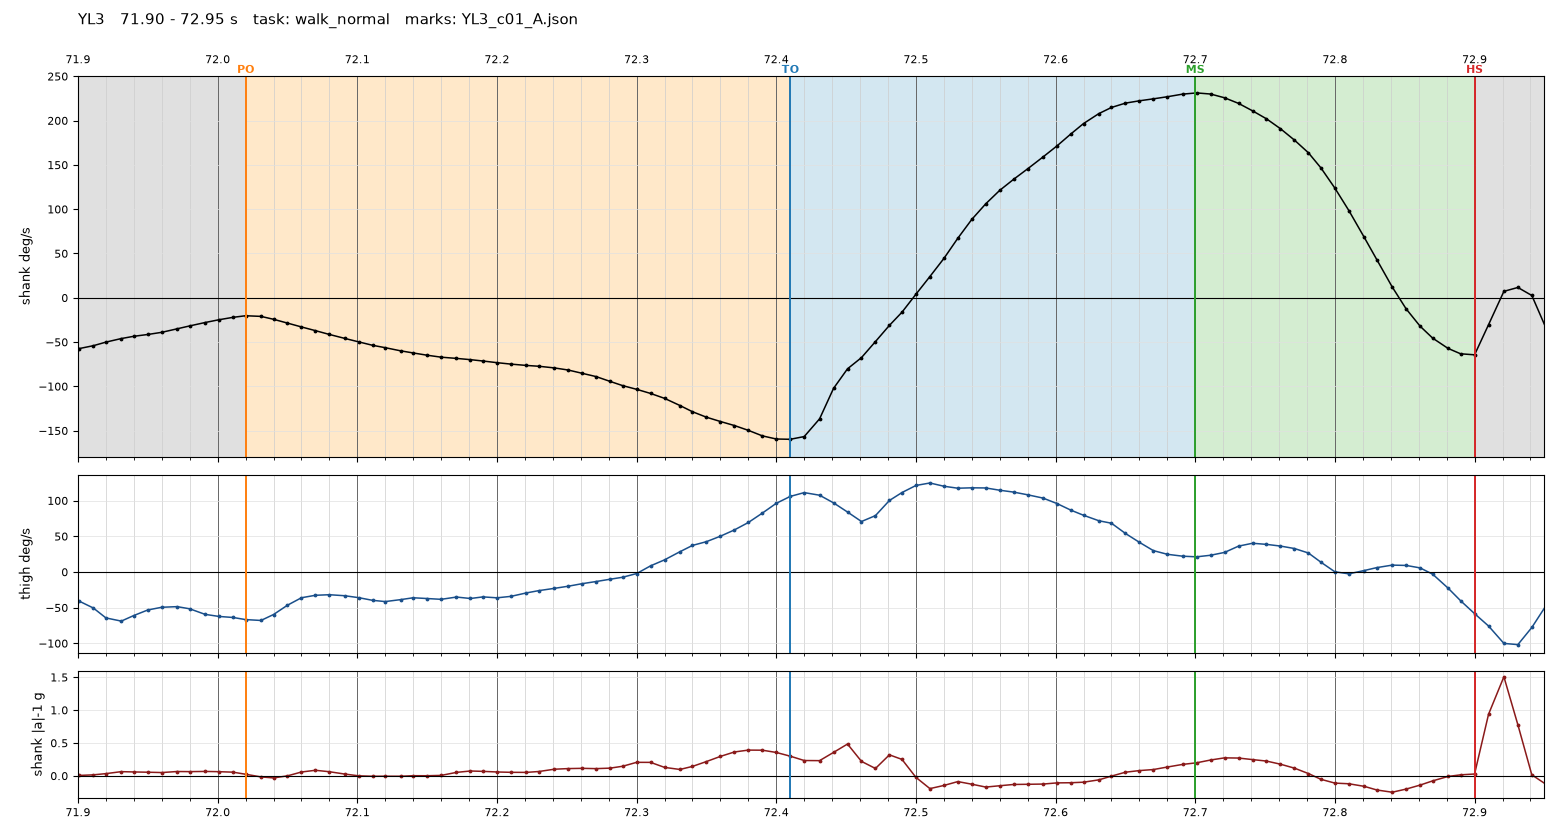 YL3   71.90 - 72.95 s   task: walk_normal   marks: YL3_c01_A.json
71.9 72.0 72.1 72.2 72.3 72.4 72.5 72.6 72.7 72.8 72.9
PO TO MS HS
250
200
150
100
50
0
−50
−100
−150
shank deg/s
100
50
0
−50
−100
thigh deg/s
1.5
1.0
0.5
0.0
shank |a|-1 g
71.9 72.0 72.1 72.2 72.3 72.4 72.5 72.6 72.7 72.8 72.9